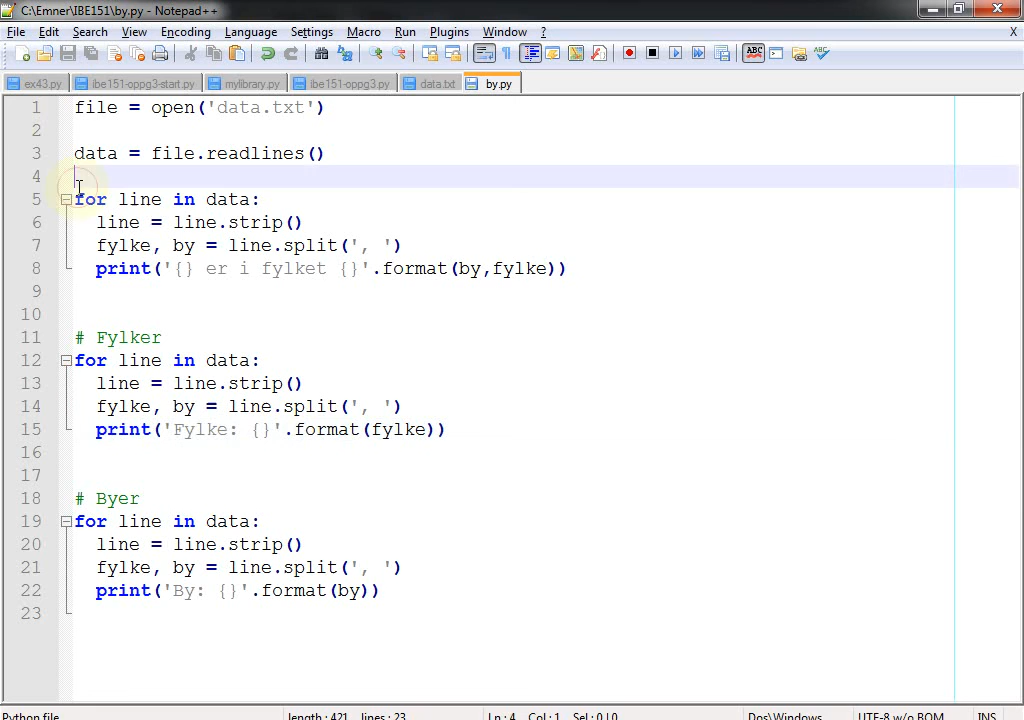 C:\Emner\IBE151\by.py - Notepad++
File Edit Search View Encoding Language Settings Macro Run Plugins Window ? X
ex43.py ibe151-oppg3-start.py mylibrary.py ibe151-oppg3.py data.txt by.py
1 file = open('data.txt')
2
3 data = file.readlines()
4
5 for line in data:
6 line = line.strip()
7 fylke, by = line.split(', ')
8 print('{} er i fylket {}'.format(by,fylke))
9
10
11 # Fylker
12 for line in data:
13 line = line.strip()
14 fylke, by = line.split(', ')
15 print('Fylke: {}'.format(fylke))
16
17
18 # Byer
19 for line in data:
20 line = line.strip()
21 fylke, by = line.split(', ')
22 print('By: {}'.format(by))
23
Python file length : 421 lines : 23 Ln : 4 Col : 1 Sel : 0 | 0 Dos\Windows UTF-8 w/o BOM INS